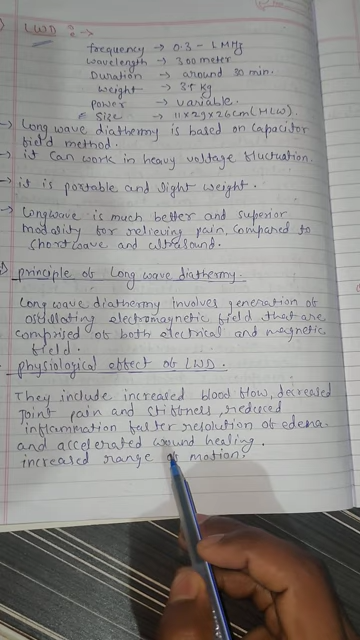 LWD :-
frequency → 0.3 - 1 MHz
wavelength → 300 meter
Duration → around 30 min.
weight → 3.5 kg
power → variable.
Size → 11x29x26cm (HLW).
→ Long wave diathermy is based on capacitor
field method.
→ it can work in heavy voltage fluctuation.
→ it is portable and light weight.
→ Longwave is much better and superior
modality for relieving pain, compared to
shortwave and ultrasound.
principle of Long wave diathermy.
Long wave diathermy involves generation of
oscillating electromagnetic field that are
comprised of both electrical and magnetic
field.
physiological effect of LWD.
They include increased blood flow, decreased
joint pain and stiffness, reduced
inflammation faster resolution of edema
and accelerated wound healing.
increased range of motion.